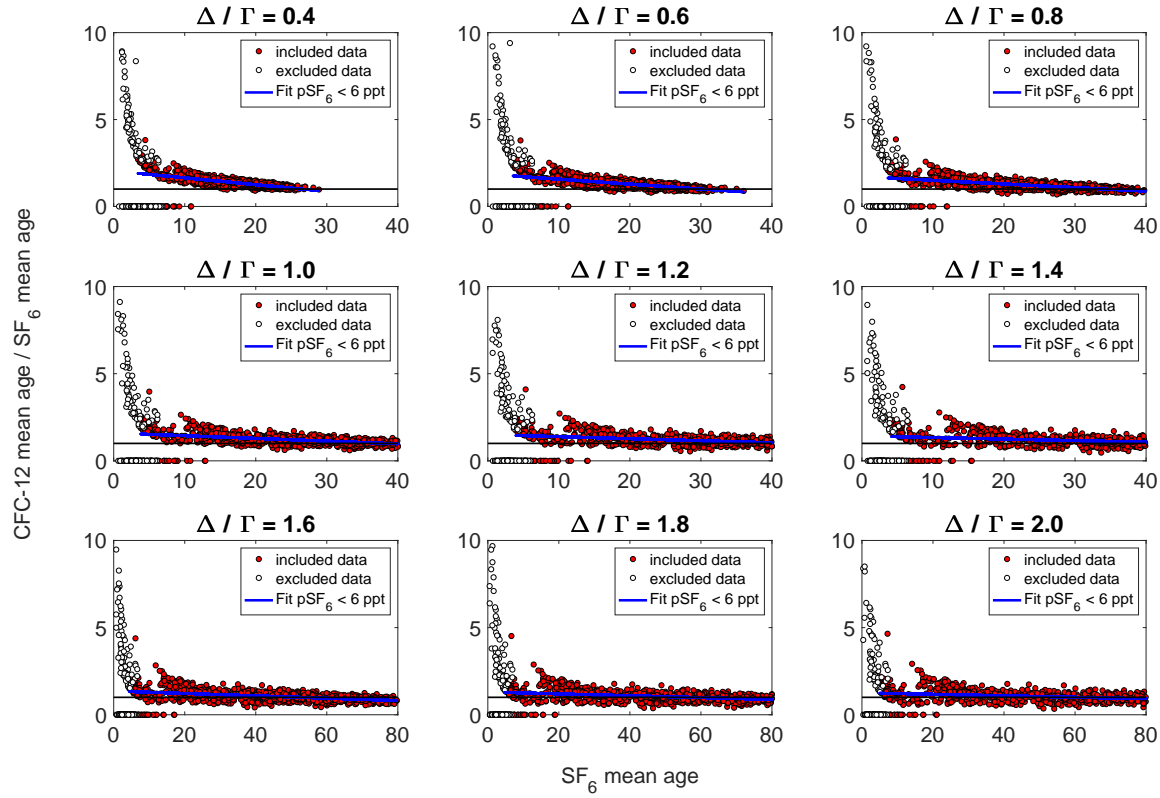 Δ / Γ = 0.4
Δ / Γ = 0.6
Δ / Γ = 0.8
10
5
0
0 10 20 30 40
included data
excluded data
Fit pSF6 < 6 ppt
10
5
0
0 10 20 30 40
included data
excluded data
Fit pSF6 < 6 ppt
10
5
0
0 10 20 30 40
included data
excluded data
Fit pSF6 < 6 ppt
CFC-12 mean age / SF6 mean age
Δ / Γ = 1.0
Δ / Γ = 1.2
Δ / Γ = 1.4
10
5
0
0 10 20 30 40
included data
excluded data
Fit pSF6 < 6 ppt
10
5
0
0 20 40 60 80
included data
excluded data
Fit pSF6 < 6 ppt
10
5
0
0 20 40 60 80
included data
excluded data
Fit pSF6 < 6 ppt
Δ / Γ = 1.6
Δ / Γ = 1.8
Δ / Γ = 2.0
10
5
0
0 20 40 60 80
included data
excluded data
Fit pSF6 < 6 ppt
10
5
0
0 20 40 60 80
included data
excluded data
Fit pSF6 < 6 ppt
10
5
0
0 20 40 60 80
included data
excluded data
Fit pSF6 < 6 ppt
SF6 mean age